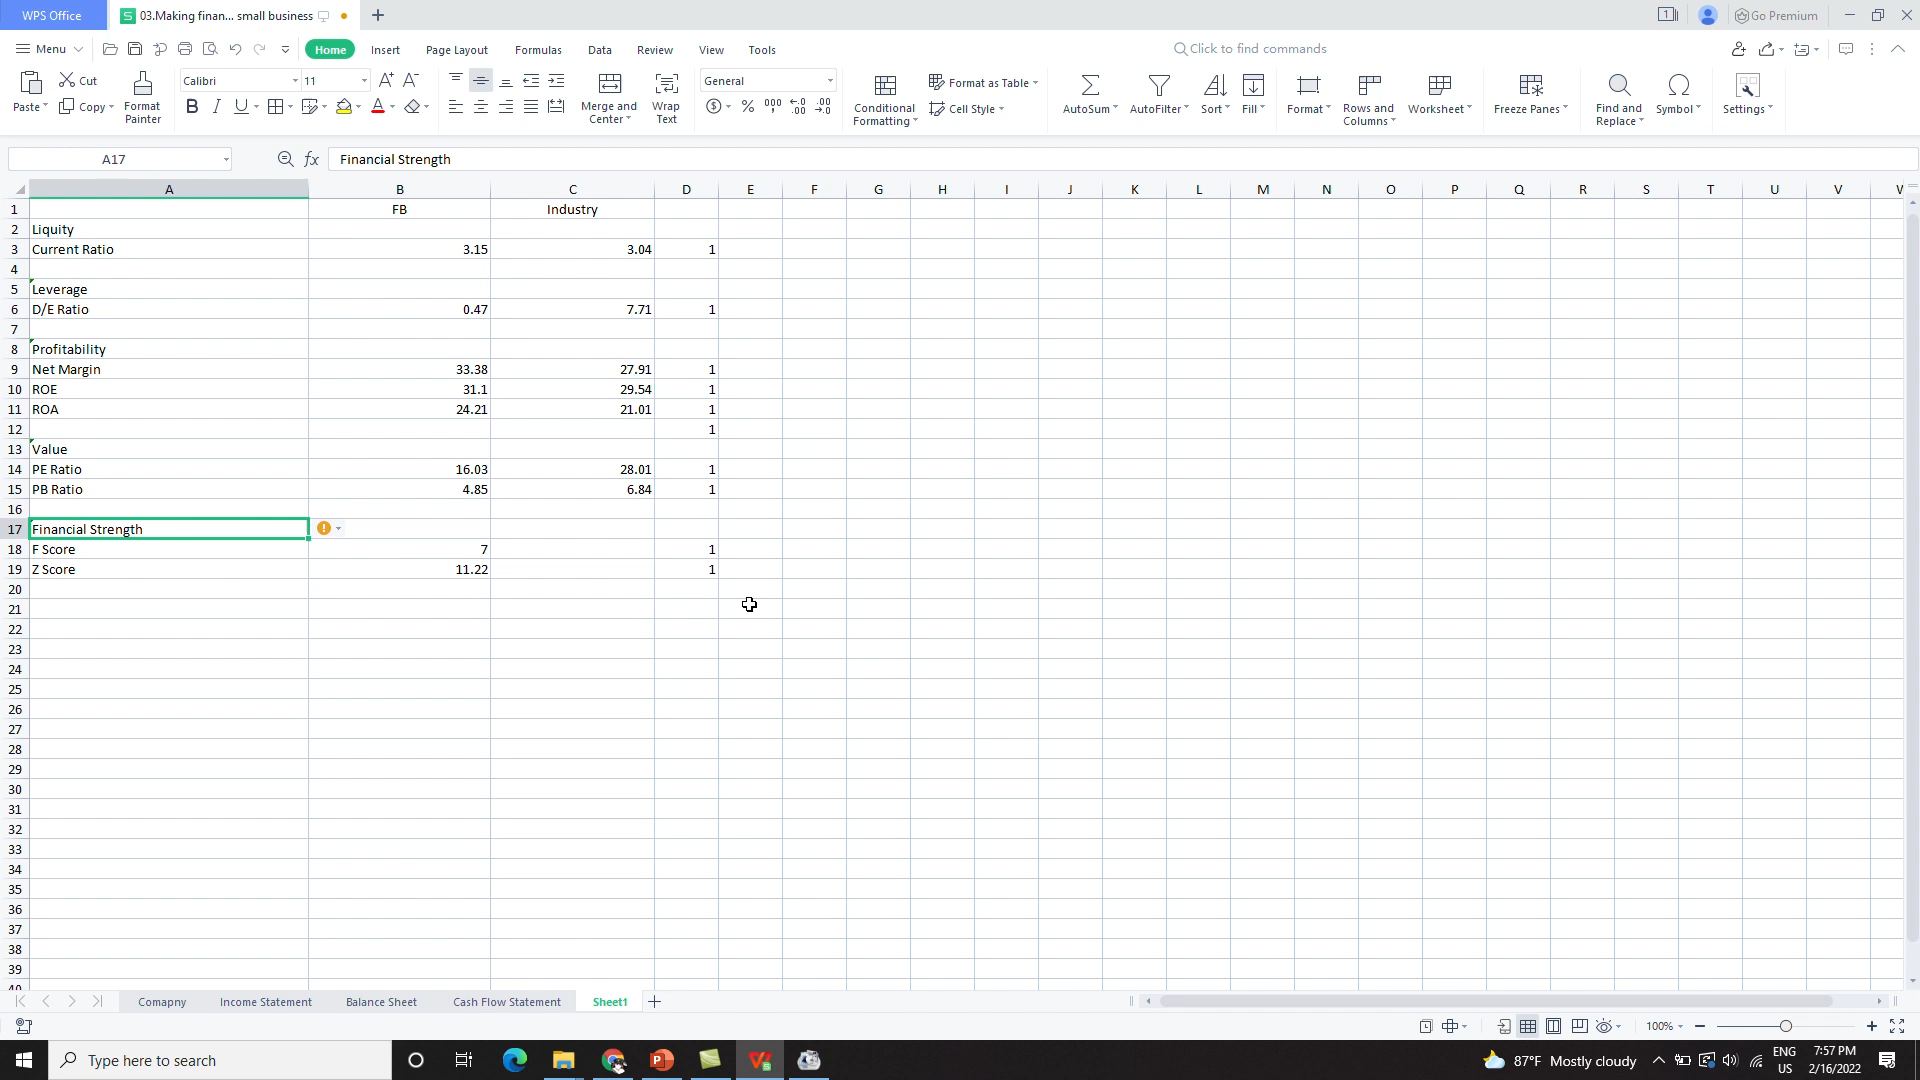 WPS Office
03.Making finan... small business
1
Go Premium
Menu
Home
Insert
Page Layout
Formulas
Data
Review
View
Tools
Click to find commands
Paste
Cut
Copy
Format Painter
Calibri
11
Merge and Center
Wrap Text
General
Conditional Formatting
Format as Table
Cell Style
AutoSum
AutoFilter
Sort
Fill
Format
Rows and Columns
Worksheet
Freeze Panes
Find and Replace
Symbol
Settings
A17
fx
Financial Strength
A B C D E F G H I J K L M N O P Q R S T U V W
1 FB Industry
2 Liquity
3 Current Ratio 3.15 3.04 1
4
5 Leverage
6 D/E Ratio 0.47 7.71 1
7
8 Profitability
9 Net Margin 33.38 27.91 1
10 ROE 31.1 29.54 1
11 ROA 24.21 21.01 1
12 1
13 Value
14 PE Ratio 16.03 28.01 1
15 PB Ratio 4.85 6.84 1
16
17 Financial Strength
18 F Score 7 1
19 Z Score 11.22 1
20
21
22
23
24
25
26
27
28
29
30
31
32
33
34
35
36
37
38
39
40
Comapny
Income Statement
Balance Sheet
Cash Flow Statement
Sheet1
100%
Type here to search
87°F Mostly cloudy
ENG
US
7:57 PM
2/16/2022